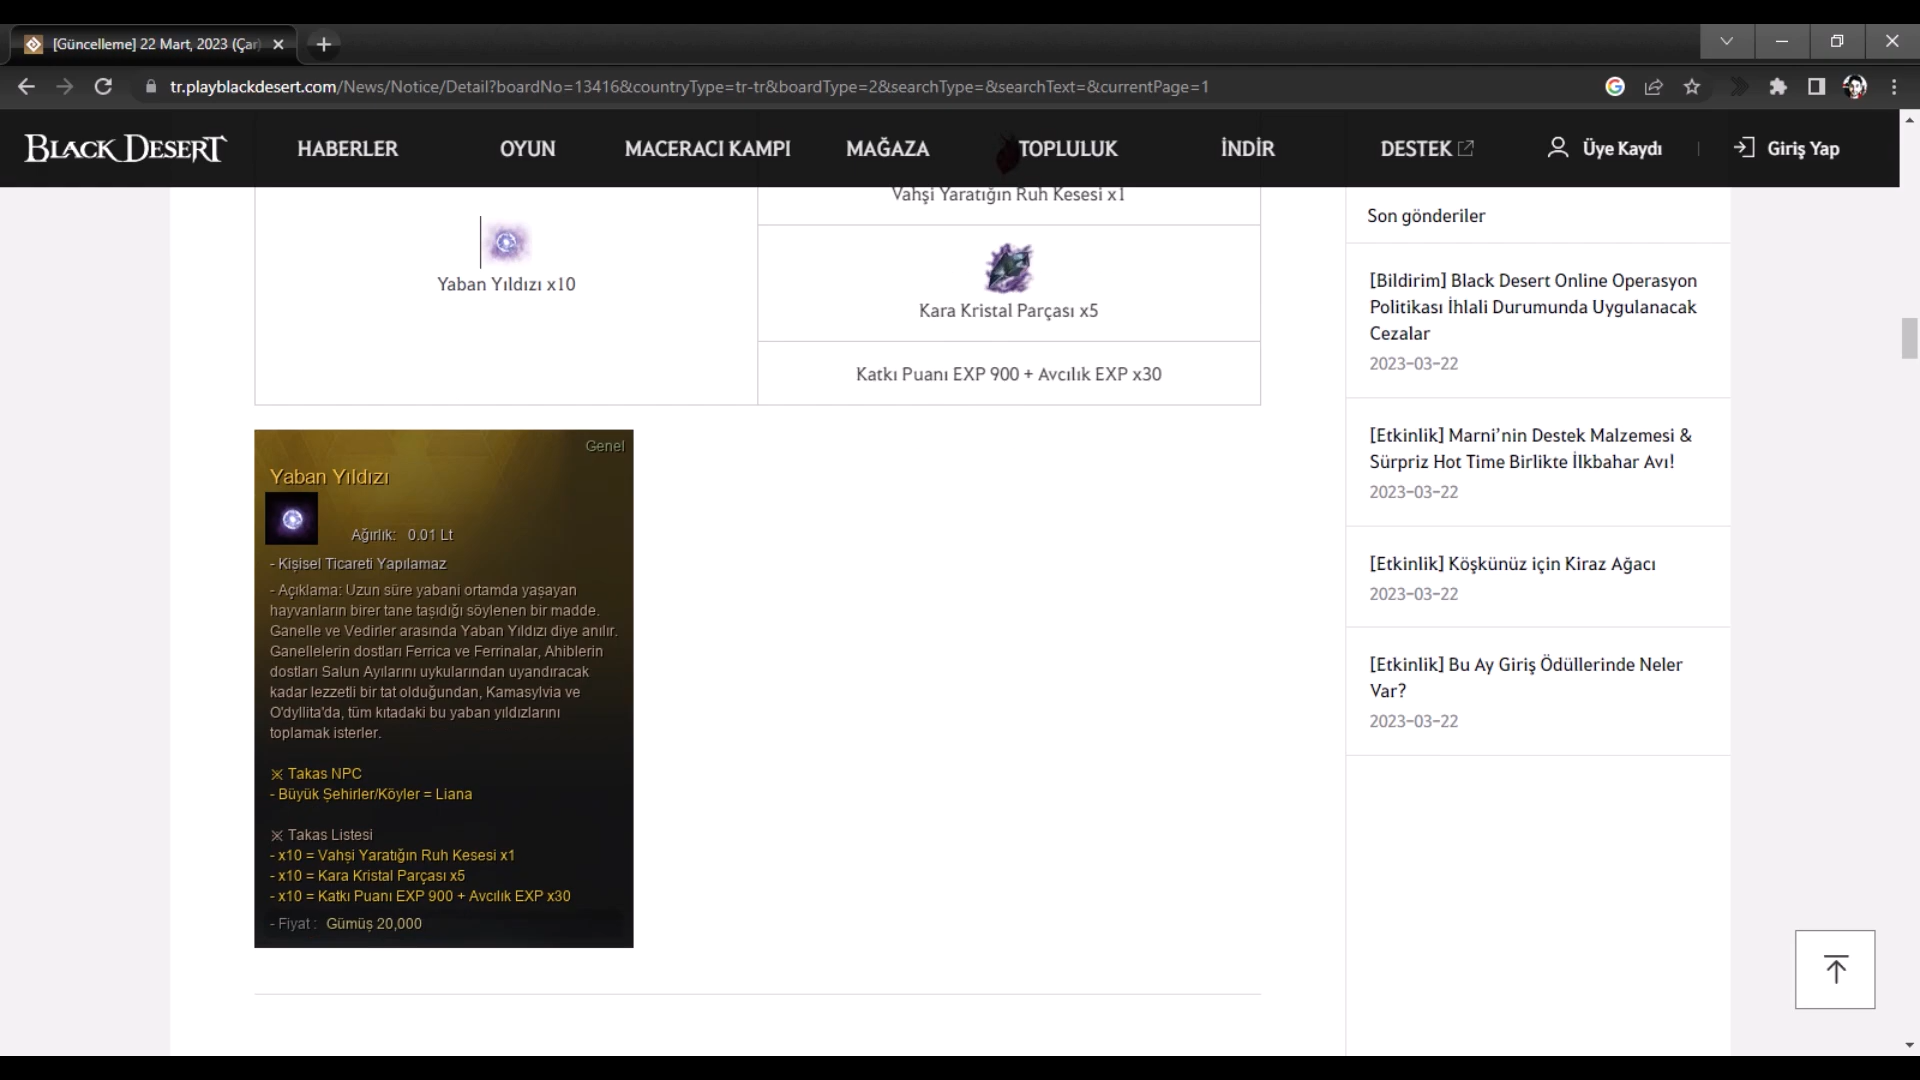 [Güncelleme] 22 Mart, 2023 (Çar
tr.playblackdesert.com/News/Notice/Detail?boardNo=13416&countryType=tr-tr&boardType=2&searchType=&searchText=&currentPage=1
BLACK DESERT
HABERLER
OYUN
MACERACI KAMPI
MAĞAZA
TOPLULUK
İNDİR
DESTEK
Üye Kaydı
Giriş Yap
Vahşi Yaratığın Ruh Kesesi x1
Yaban Yıldızı x10
Kara Kristal Parçası x5
Katkı Puanı EXP 900 + Avcılık EXP x30
Genel
Yaban Yıldızı
Ağırlık: 0.01 Lt
- Kişisel Ticareti Yapılamaz
- Açıklama: Uzun süre yabani ortamda yaşayan
hayvanların birer tane taşıdığı söylenen bir madde.
Ganelle ve Vedirler arasında Yaban Yıldızı diye anılır.
Ganellelerin dostları Ferrica ve Ferrinalar, Ahiblerin
dostları Salun Ayılarını uykularından uyandıracak
kadar lezzetli bir tat olduğundan, Kamasylvia ve
O'dyllita'da, tüm kıtadaki bu yaban yıldızlarını
toplamak isterler.
※ Takas NPC
- Büyük Şehirler/Köyler = Liana
※ Takas Listesi
- x10 = Vahşi Yaratığın Ruh Kesesi x1
- x10 = Kara Kristal Parçası x5
- x10 = Katkı Puanı EXP 900 + Avcılık EXP x30
- Fiyat : Gümüş 20,000
Son gönderiler
[Bildirim] Black Desert Online Operasyon
Politikası İhlali Durumunda Uygulanacak
Cezalar
2023-03-22
[Etkinlik] Marni’nin Destek Malzemesi &
Sürpriz Hot Time Birlikte İlkbahar Avı!
2023-03-22
[Etkinlik] Köşkünüz için Kiraz Ağacı
2023-03-22
[Etkinlik] Bu Ay Giriş Ödüllerinde Neler
Var?
2023-03-22